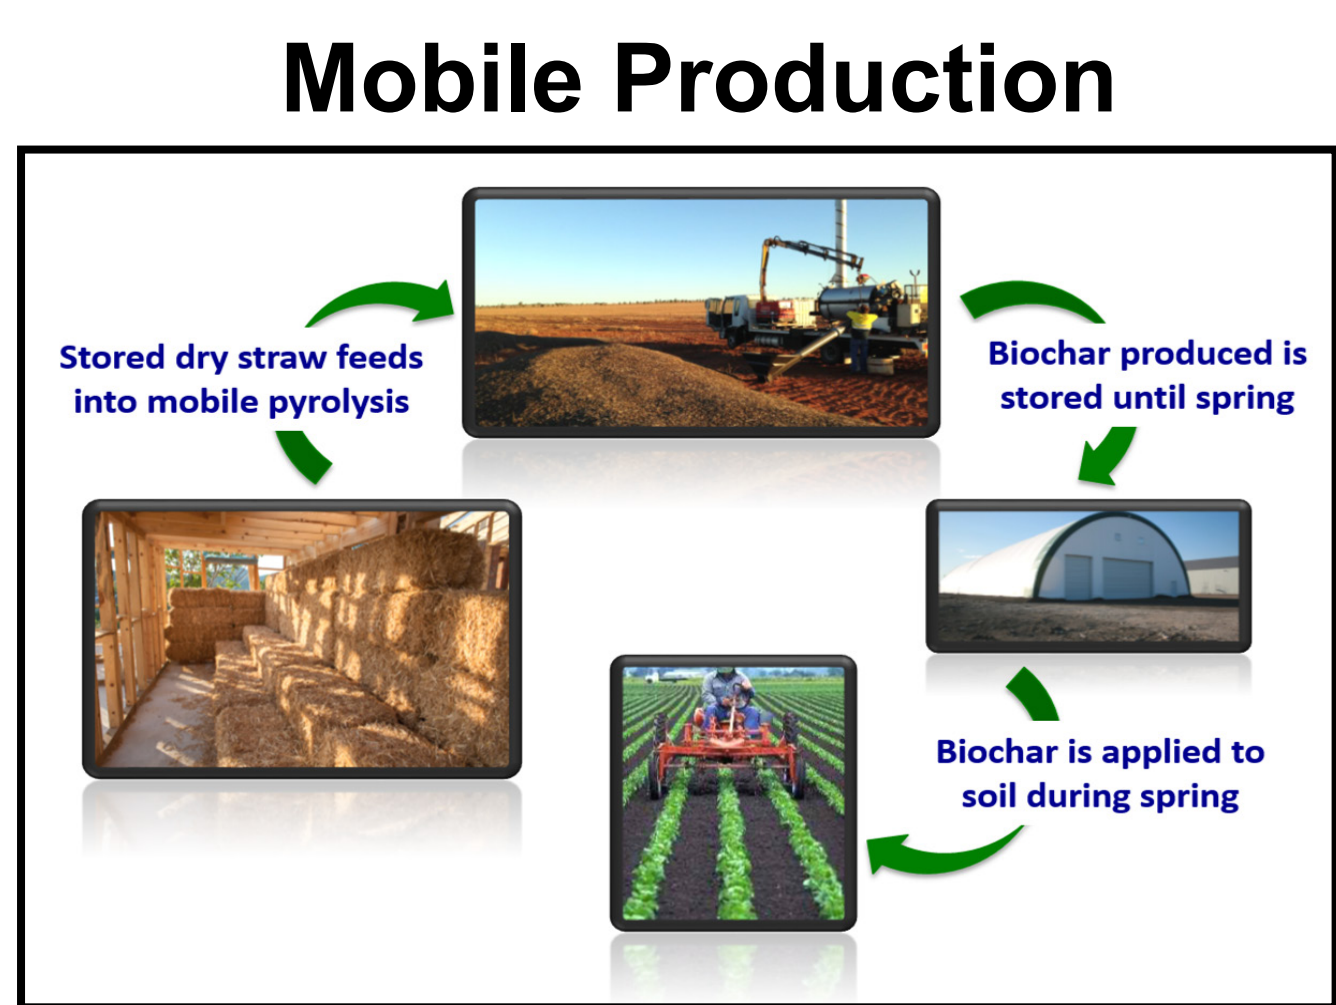 Mobile Production
Stored dry straw feeds
into mobile pyrolysis
Biochar produced is
stored until spring
Biochar is applied to
soil during spring